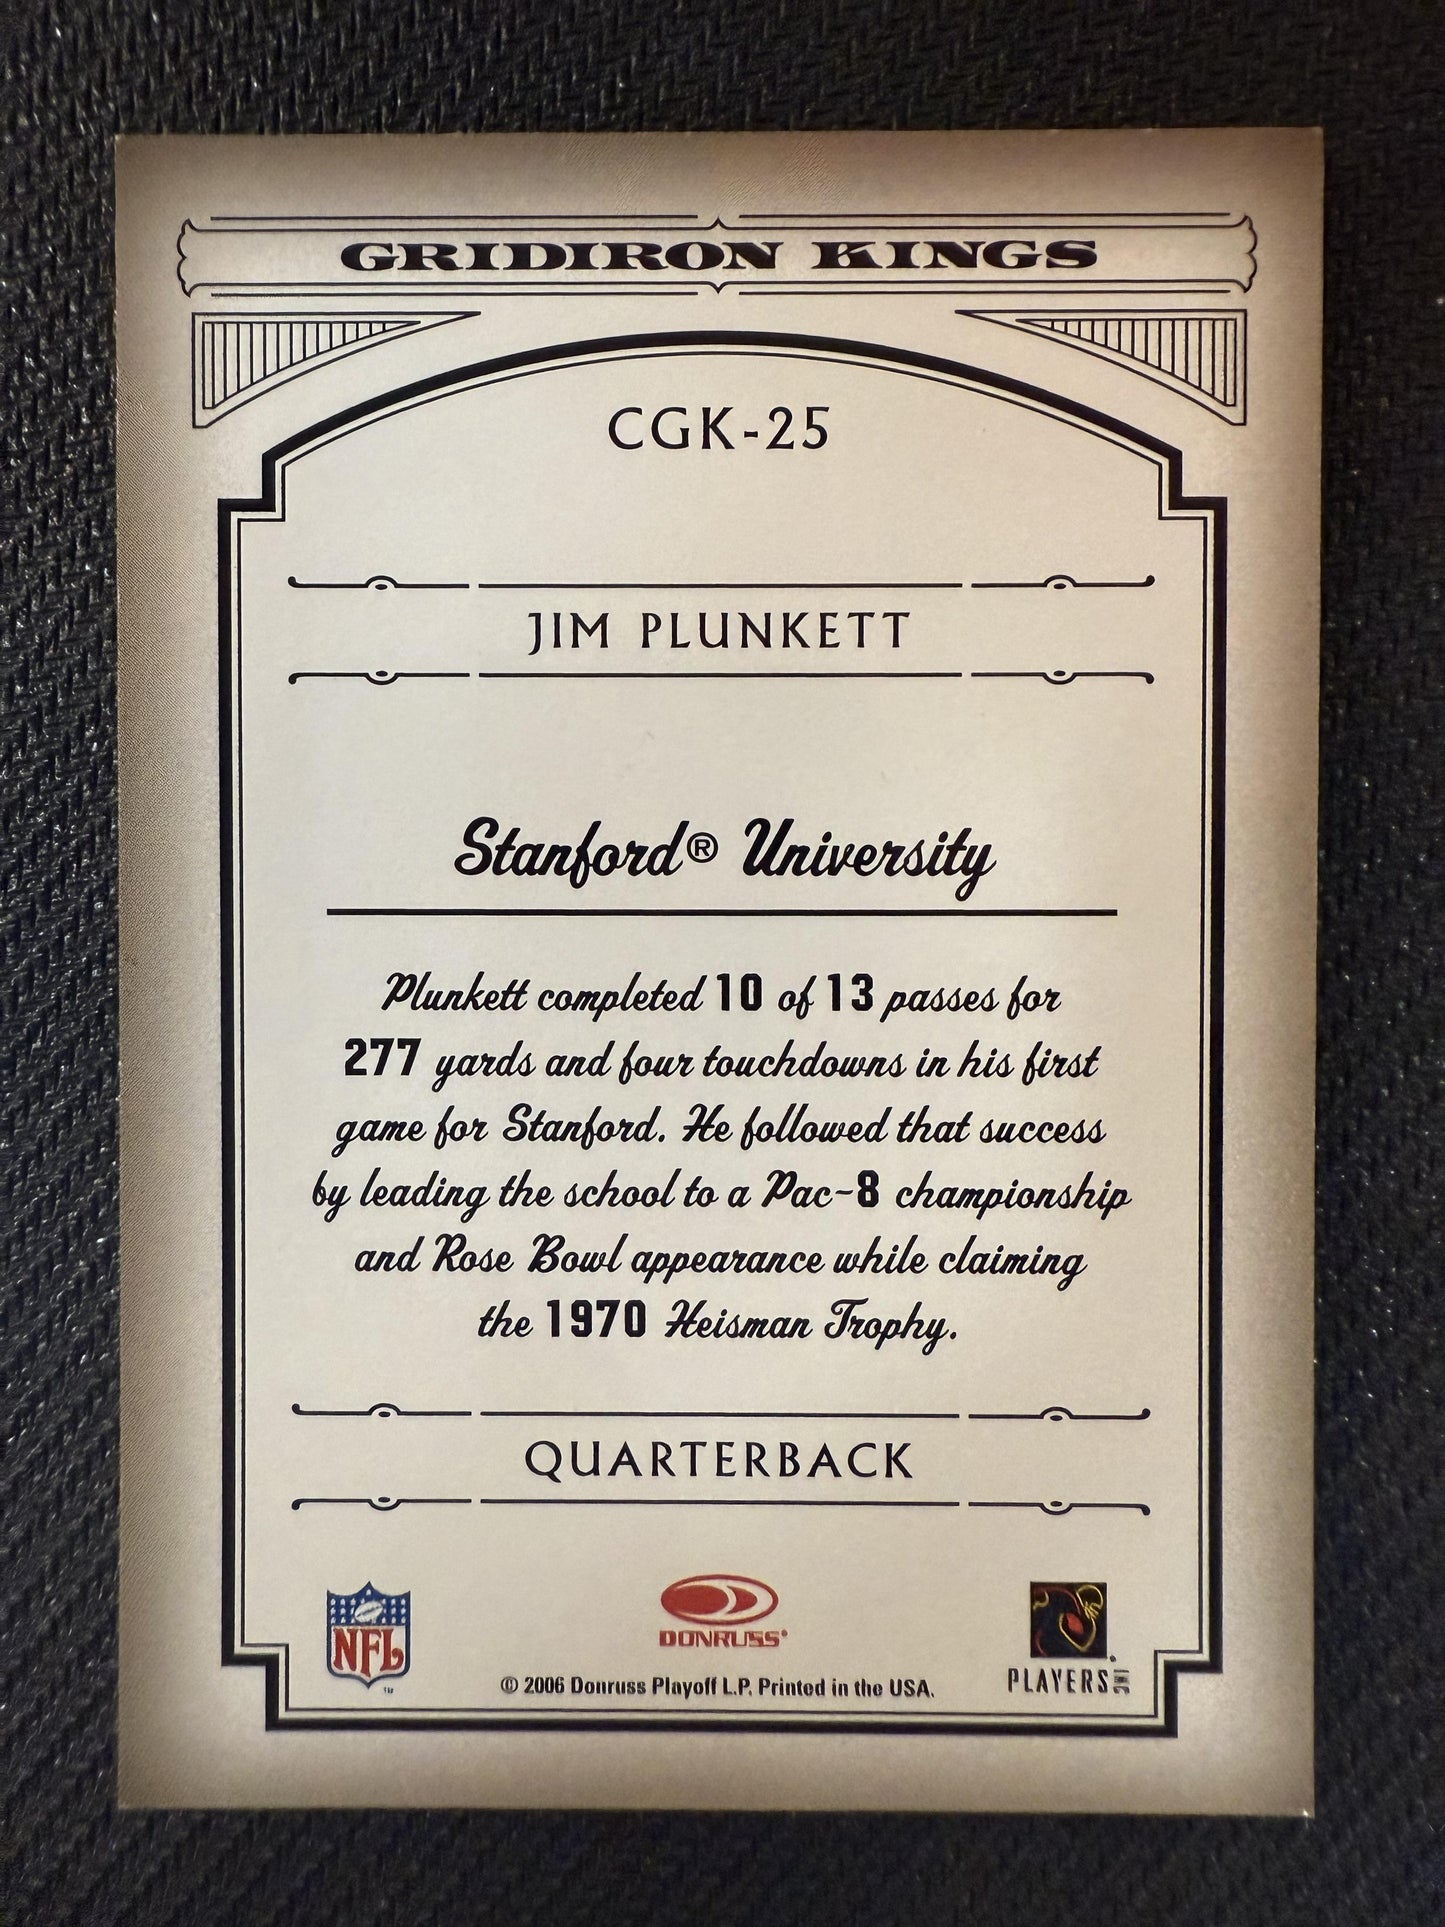 GRIDIRON KINGS
CGK-25
JIM PLUNKETT
Stanford® University
Plunkett completed 10 of 13 passes for
277 yards and four touchdowns in his first
game for Stanford. He followed that success
by leading the school to a Pac-8 championship
and Rose Bowl appearance while claiming
the 1970 Heisman Trophy.
QUARTERBACK
NFL
TM
DONRUSS®
PLAYERS INC
© 2006 Donruss Playoff L.P. Printed in the USA.